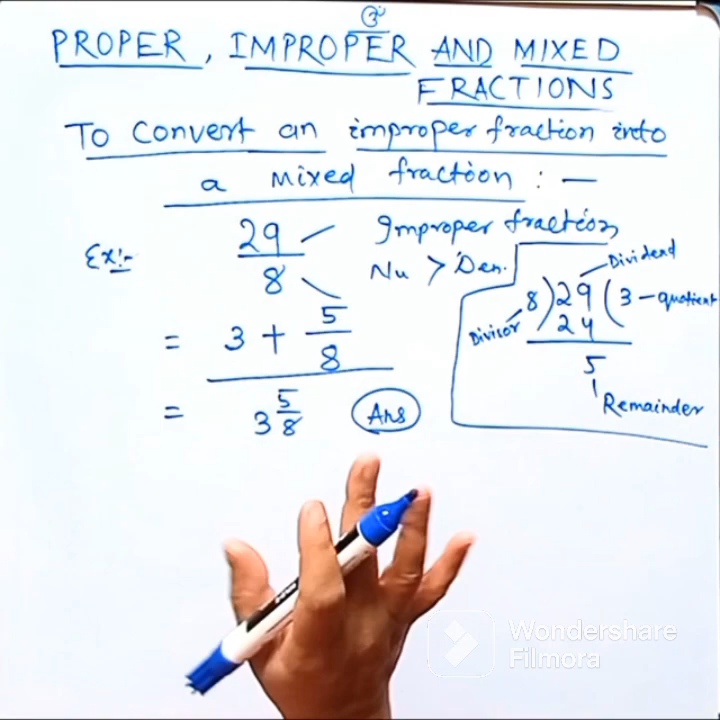 3
PROPER, IMPROPER AND MIXED
FRACTIONS
To convert an improper fraction into
a mixed fraction : —
Ex:-
29/8 Improper fraction
Nu > Den.
= 3 + 5/8
= 3 5/8 Ans
Dividend
8)29(3 - quotient
Divisor
24
5
Remainder
Wondershare
Filmora